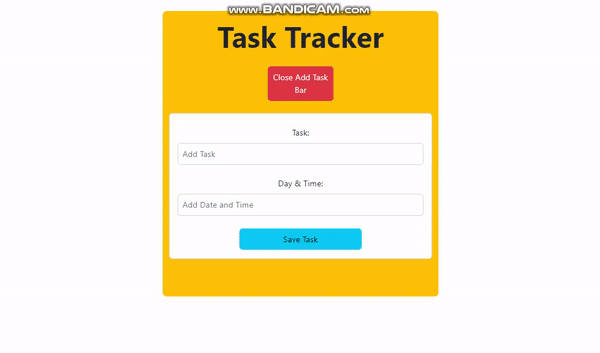 www.BANDICAM.com
Task Tracker
Close Add Task
Bar
Task:
Add Task
Day & Time:
Add Date and Time
Save Task